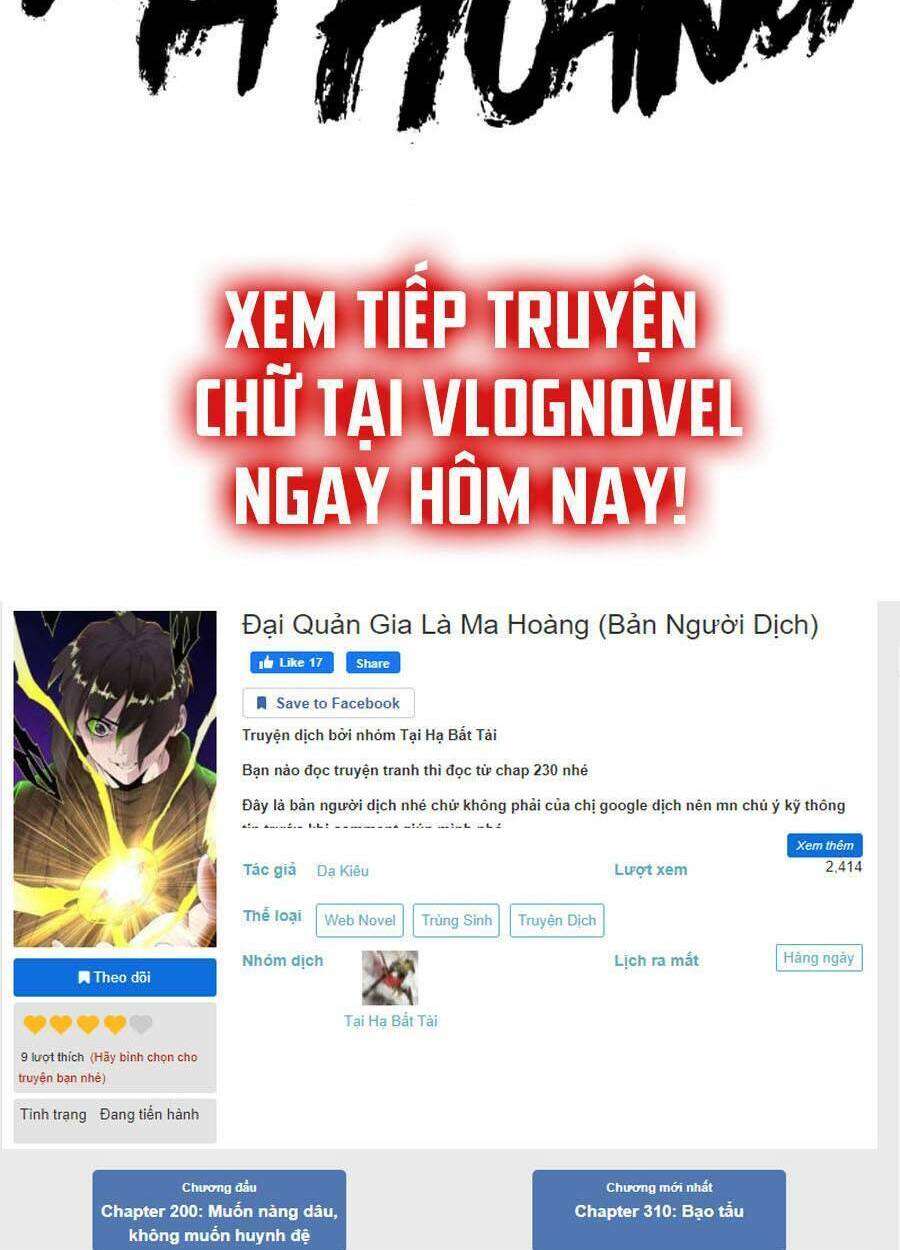 XEM TIẾP TRUYỆN
CHỮ TẠI VLOGNOVEL
NGAY HÔM NAY!
Đại Quản Gia Là Ma Hoàng (Bản Người Dịch)
Like 17 Share
Save to Facebook
Truyện dịch bởi nhóm Tại Hạ Bất Tài
Bạn nào đọc truyện tranh thì đọc từ chap 230 nhé
Đây là bản người dịch nhé chứ không phải của chị google dịch nên mn chú ý kỹ thông
Xem thêm
Tác giả Dạ Kiêu Lượt xem 2,414
Thể loại Web Novel Trùng Sinh Truyện Dịch
Nhóm dịch Lịch ra mắt Hàng ngày
Tại Hạ Bất Tài
Theo dõi
9 lượt thích (Hãy bình chọn cho
truyện bạn nhé)
Tình trạng Đang tiến hành
Chương đầu
Chapter 200: Muốn nàng dâu,
không muốn huynh đệ
Chương mới nhất
Chapter 310: Bạo tẩu